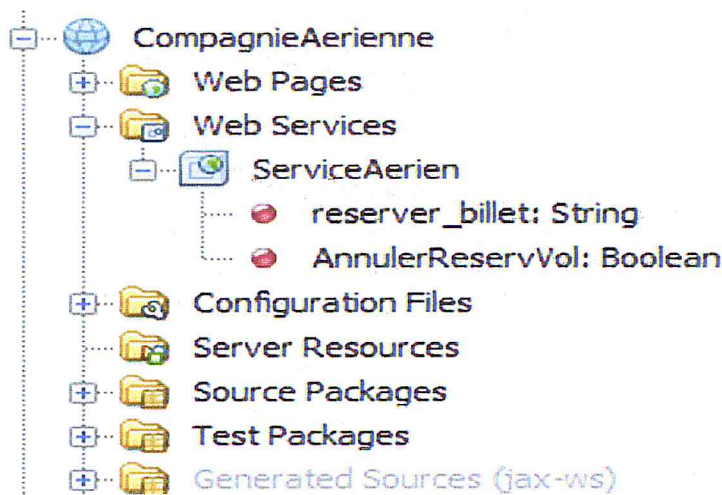 CompagnieAerienne
Web Pages
Web Services
ServiceAerien
reserver_billet: String
AnnulerReservVol: Boolean
Configuration Files
Server Resources
Source Packages
Test Packages
Generated Sources (jax-ws)